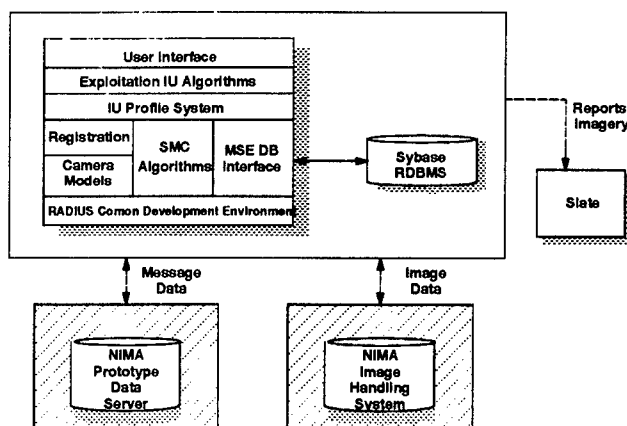 User Interface
Exploitation IU Algorithms
IU Profile System
Registration
Camera
Models
SMC
Algorithms
MSE DB
Interface
RADIUS Comon Development Environment
Sybase
RDBMS
Reports
Imagery
Slate
Message
Data
Image
Data
NIMA
Prototype
Data
Server
NIMA
Image
Handling
System